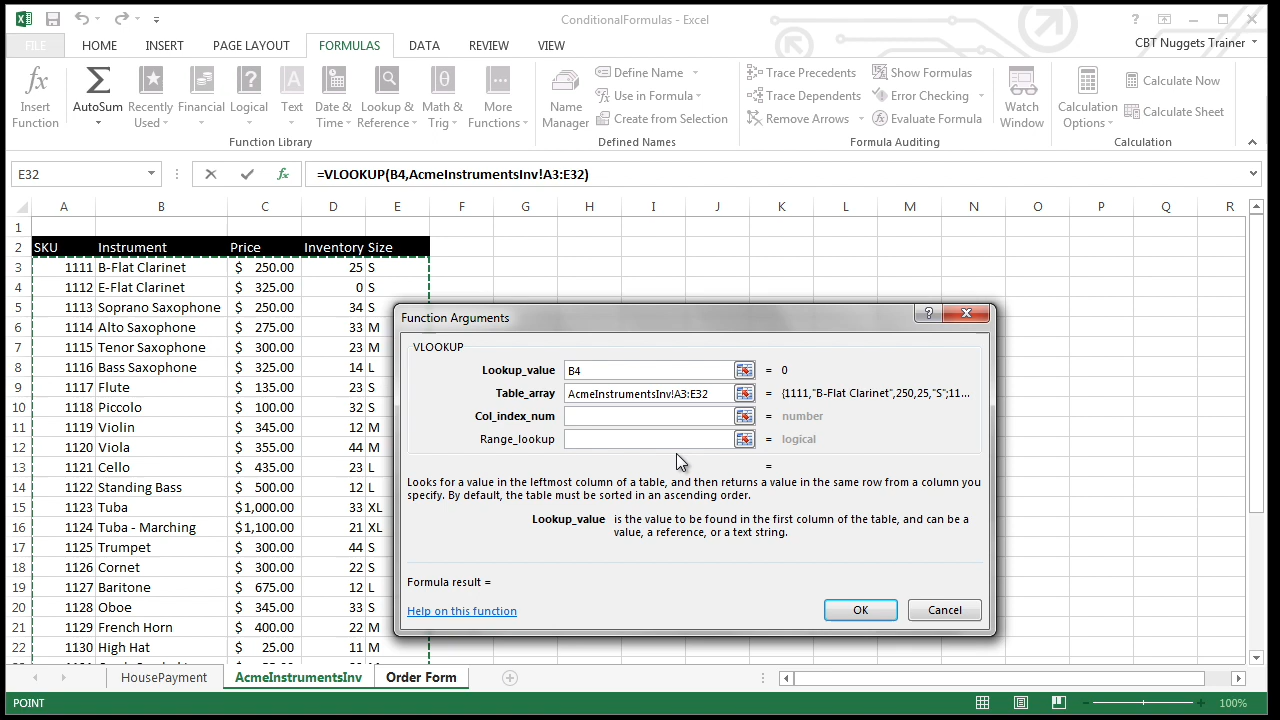 ConditionalFormulas - Excel
FILE HOME INSERT PAGE LAYOUT FORMULAS DATA REVIEW VIEW CBT Nuggets Trainer
Insert Function
AutoSum
Recently Used
Financial
Logical
Text
Date & Time
Lookup & Reference
Math & Trig
More Functions
Function Library
Name Manager
Define Name
Use in Formula
Create from Selection
Defined Names
Trace Precedents
Trace Dependents
Remove Arrows
Show Formulas
Error Checking
Evaluate Formula
Formula Auditing
Watch Window
Calculation Options
Calculate Now
Calculate Sheet
Calculation
E32 fx =VLOOKUP(B4,AcmeInstrumentsInv!A3:E32)
A B C D E F G H I J K L M N O P Q R
1
2 SKU Instrument Price Inventory Size
3 1111 B-Flat Clarinet $ 250.00 25 S
4 1112 E-Flat Clarinet $ 325.00 0 S
5 1113 Soprano Saxophone $ 250.00 34 S
6 1114 Alto Saxophone $ 275.00 33 M
7 1115 Tenor Saxophone $ 300.00 23 M
8 1116 Bass Saxophone $ 325.00 14 L
9 1117 Flute $ 135.00 23 S
10 1118 Piccolo $ 100.00 32 S
11 1119 Violin $ 345.00 12 M
12 1120 Viola $ 355.00 44 M
13 1121 Cello $ 435.00 23 L
14 1122 Standing Bass $ 500.00 12 L
15 1123 Tuba $1,000.00 33 XL
16 1124 Tuba - Marching $1,100.00 21 XL
17 1125 Trumpet $ 300.00 44 S
18 1126 Cornet $ 300.00 22 S
19 1127 Baritone $ 675.00 12 L
20 1128 Oboe $ 345.00 33 S
21 1129 French Horn $ 400.00 22 M
22 1130 High Hat $ 25.00 11 M
Function Arguments
VLOOKUP
Lookup_value B4 = 0
Table_array AcmeInstrumentsInv!A3:E32 = {1111,"B-Flat Clarinet",250,25,"S";11...
Col_index_num = number
Range_lookup = logical
=
Looks for a value in the leftmost column of a table, and then returns a value in the same row from a column you
specify. By default, the table must be sorted in an ascending order.
Lookup_value is the value to be found in the first column of the table, and can be a
value, a reference, or a text string.
Formula result =
Help on this function OK Cancel
HousePayment AcmeInstrumentsInv Order Form
POINT 100%